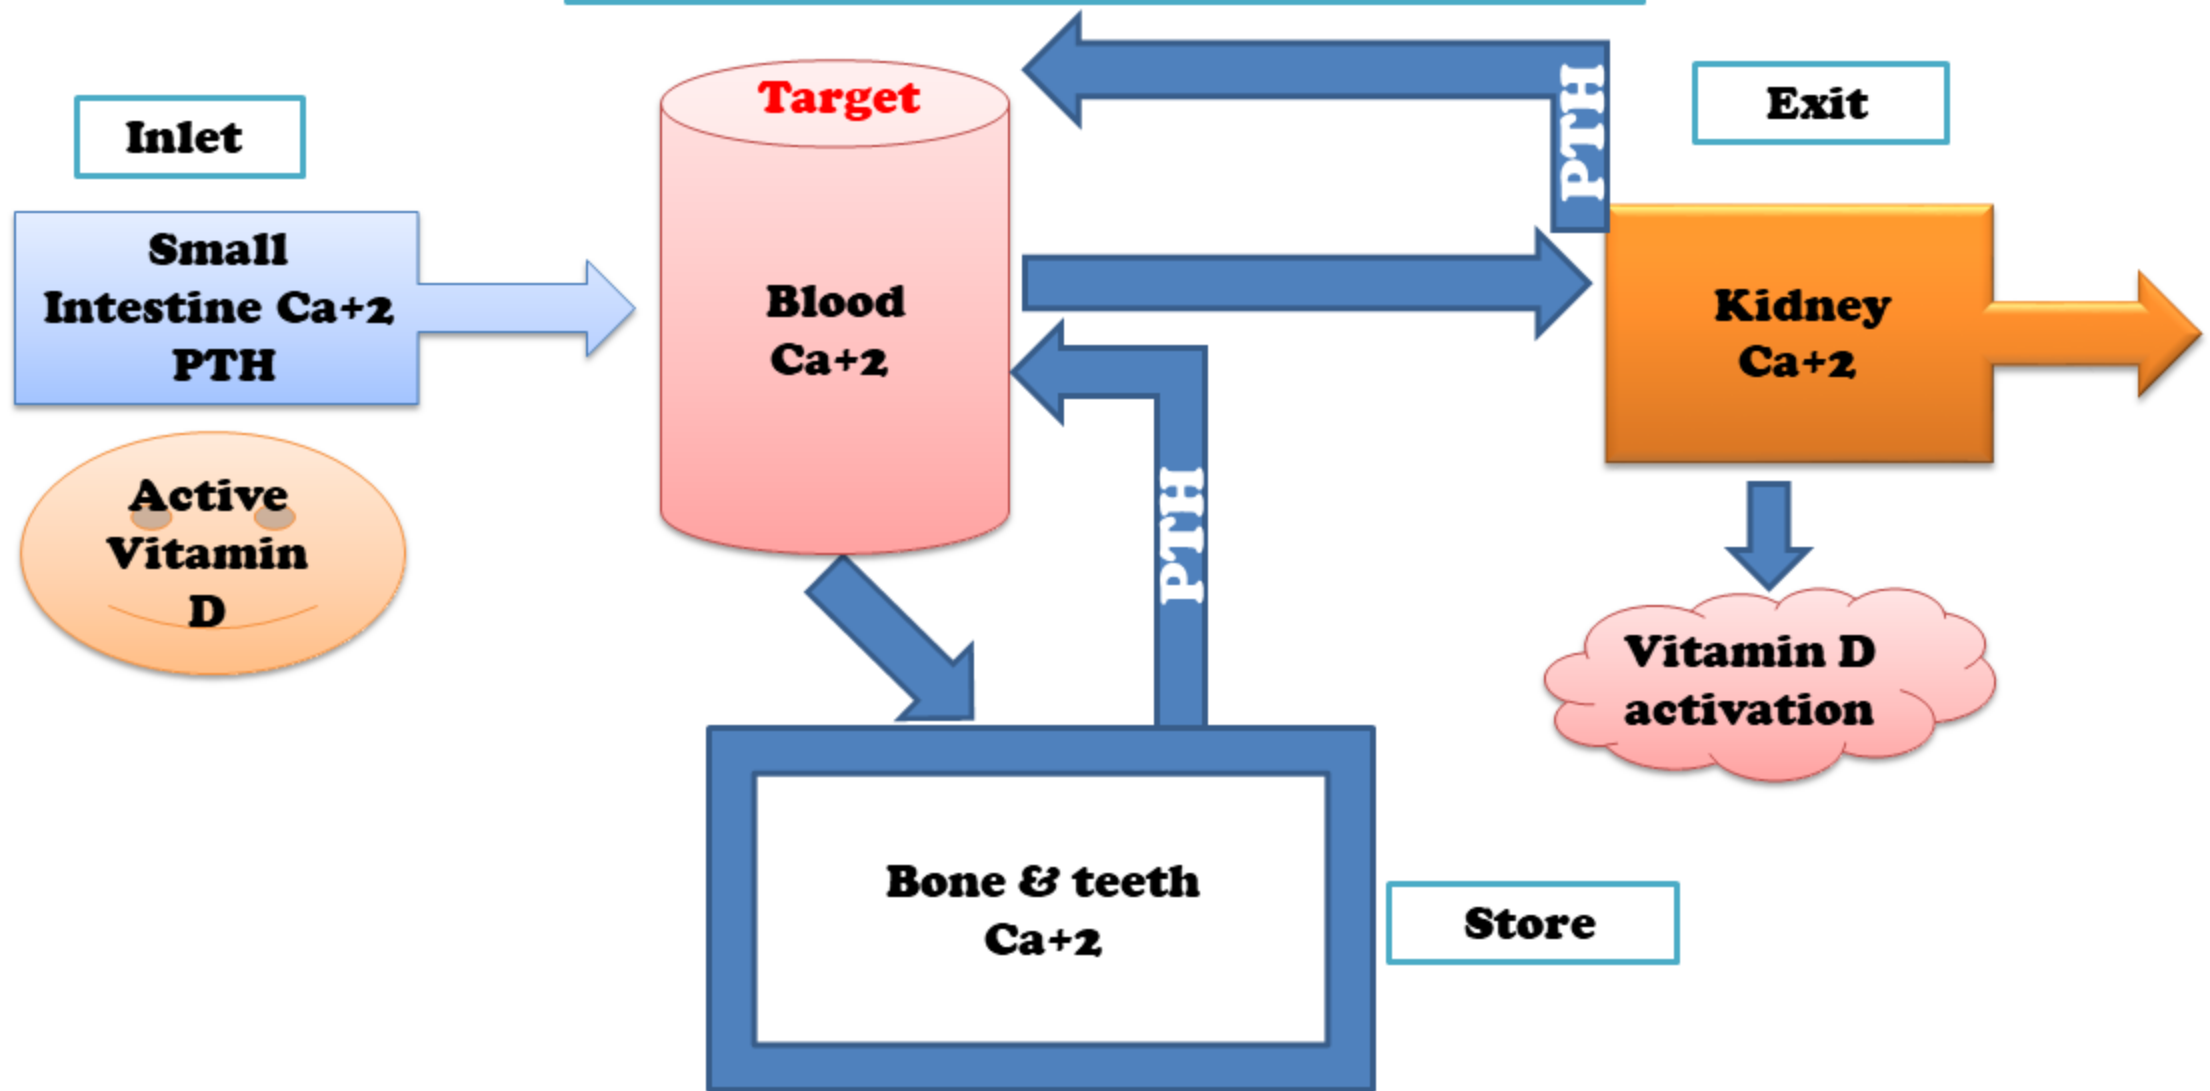 Inlet
Small
Intestine Ca+2
PTH
Active
Vitamin
D
Target
Blood
Ca+2
PTH
PTH
Exit
Kidney
Ca+2
Vitamin D
activation
Bone & teeth
Ca+2
Store